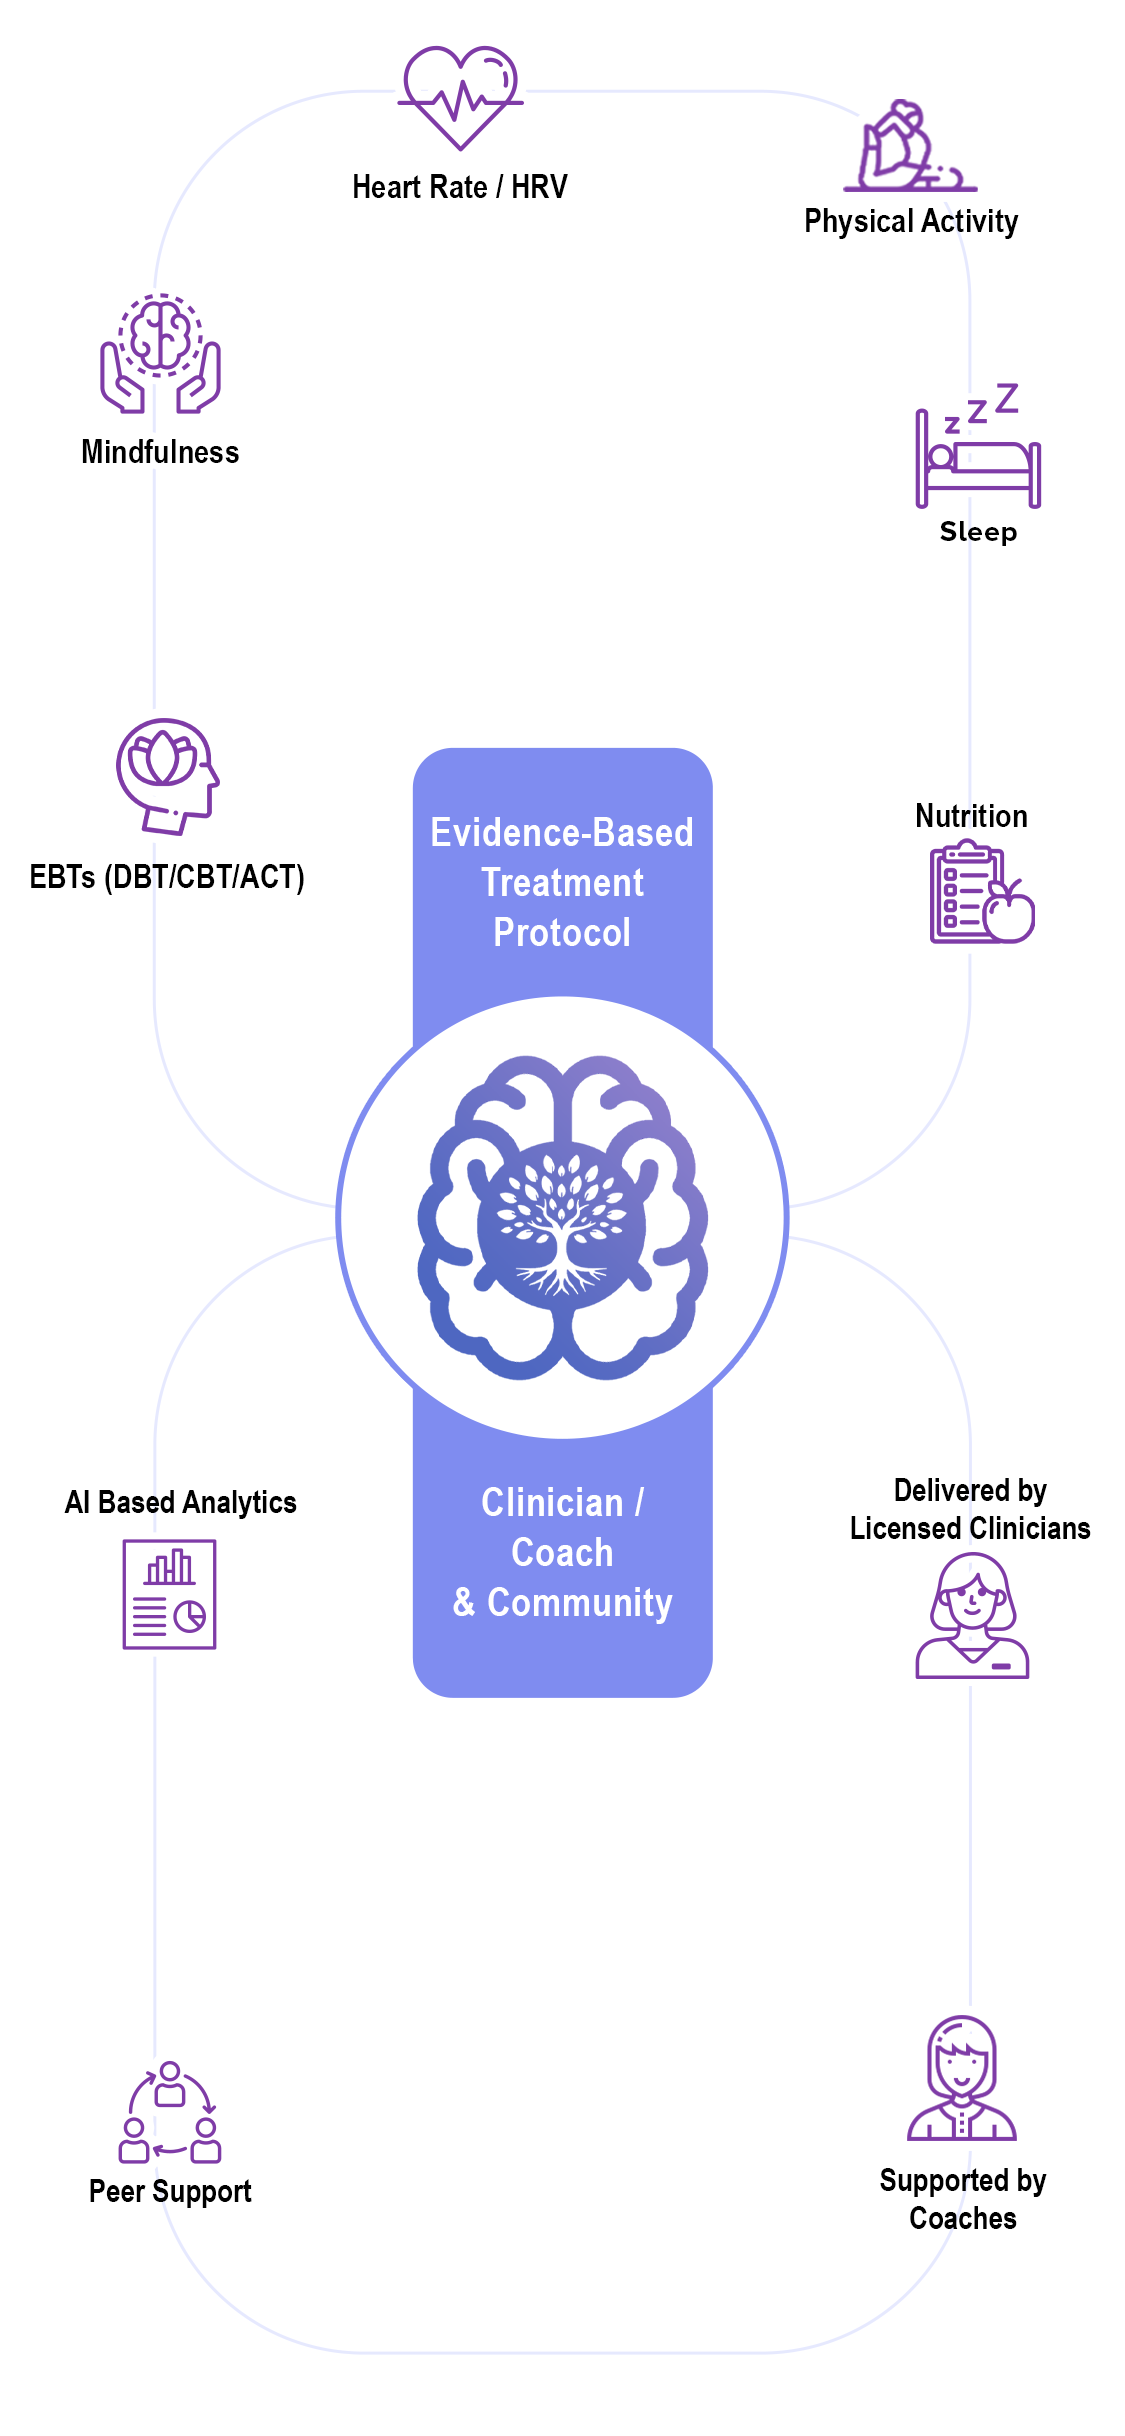 Heart Rate / HRV
Physical Activity
Mindfulness
z z z
Sleep
Nutrition
EBTs (DBT/CBT/ACT)
Evidence-Based
Treatment
Protocol
Clinician /
Coach
& Community
AI Based Analytics
Delivered by
Licensed Clinicians
Peer Support
Supported by
Coaches